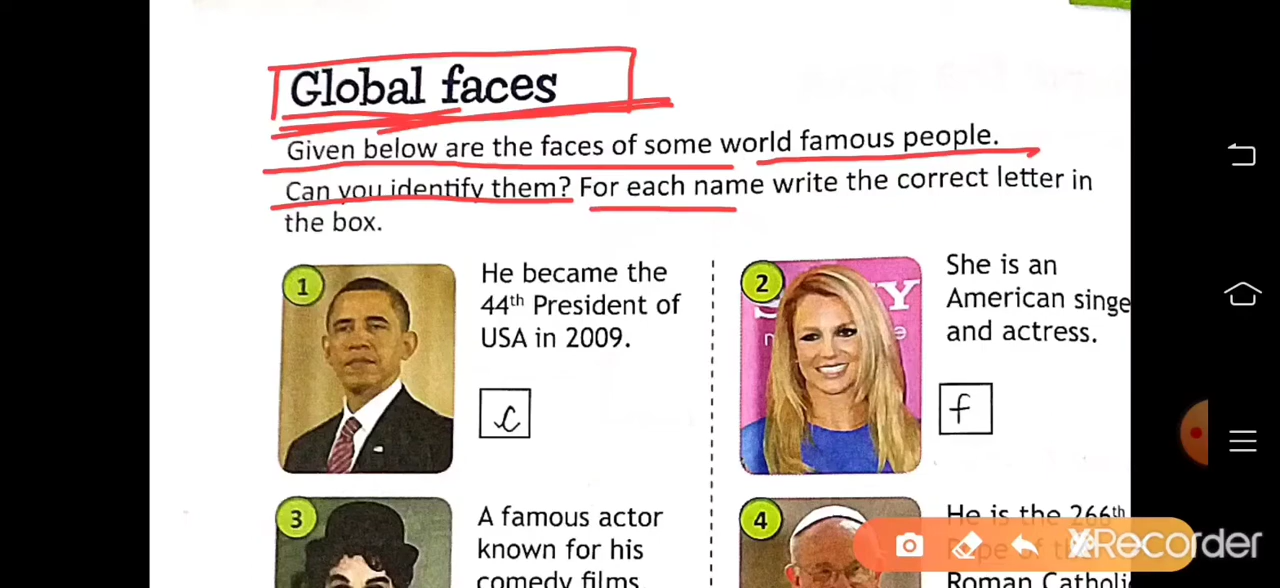 Global faces
Given below are the faces of some world famous people.
Can you identify them? For each name write the correct letter in
the box.
1
He became the
44th President of
USA in 2009.
c
2
She is an
American singe
and actress.
f
3
A famous actor
known for his
comedy films.
4
He is the 266th
Pope of th
Roman Catholi
XRecorder